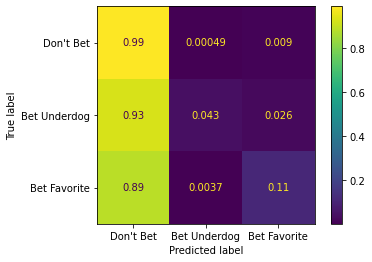 Don't Bet 0.99 0.00049 0.009
0.8
Bet Underdog 0.93 0.043 0.026
0.6
0.4
Bet Favorite 0.89 0.0037 0.11
0.2
True label
Don't Bet Bet Underdog Bet Favorite
Predicted label